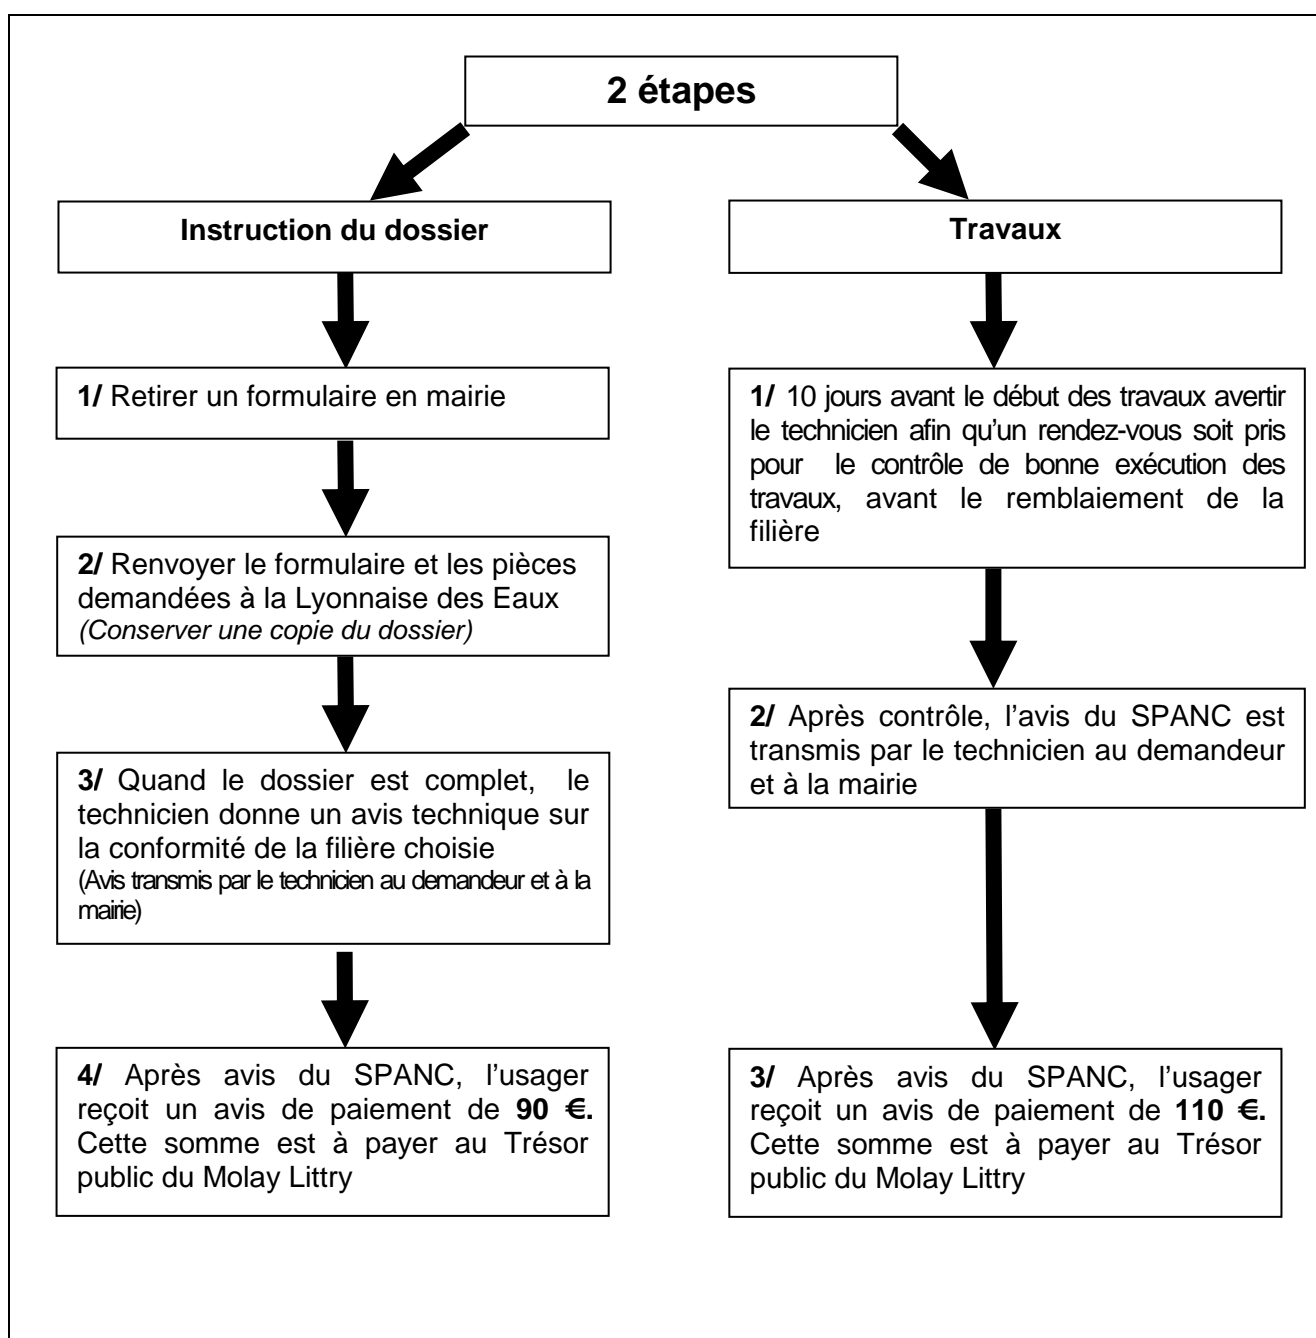 2 étapes
Instruction du dossier
1/ Retirer un formulaire en mairie
2/ Renvoyer le formulaire et les pièces
demandées à la Lyonnaise des Eaux
(Conserver une copie du dossier)
3/ Quand le dossier est complet, le
technicien donne un avis technique sur
la conformité de la filière choisie
(Avis transmis par le technicien au demandeur et à la
mairie)
4/ Après avis du SPANC, l’usager
reçoit un avis de paiement de 90 €.
Cette somme est à payer au Trésor
public du Molay Littry
Travaux
1/ 10 jours avant le début des travaux avertir
le technicien afin qu’un rendez-vous soit pris
pour le contrôle de bonne exécution des
travaux, avant le remblaiement de la
filière
2/ Après contrôle, l’avis du SPANC est
transmis par le technicien au demandeur
et à la mairie
3/ Après avis du SPANC, l’usager
reçoit un avis de paiement de 110 €.
Cette somme est à payer au Trésor
public du Molay Littry